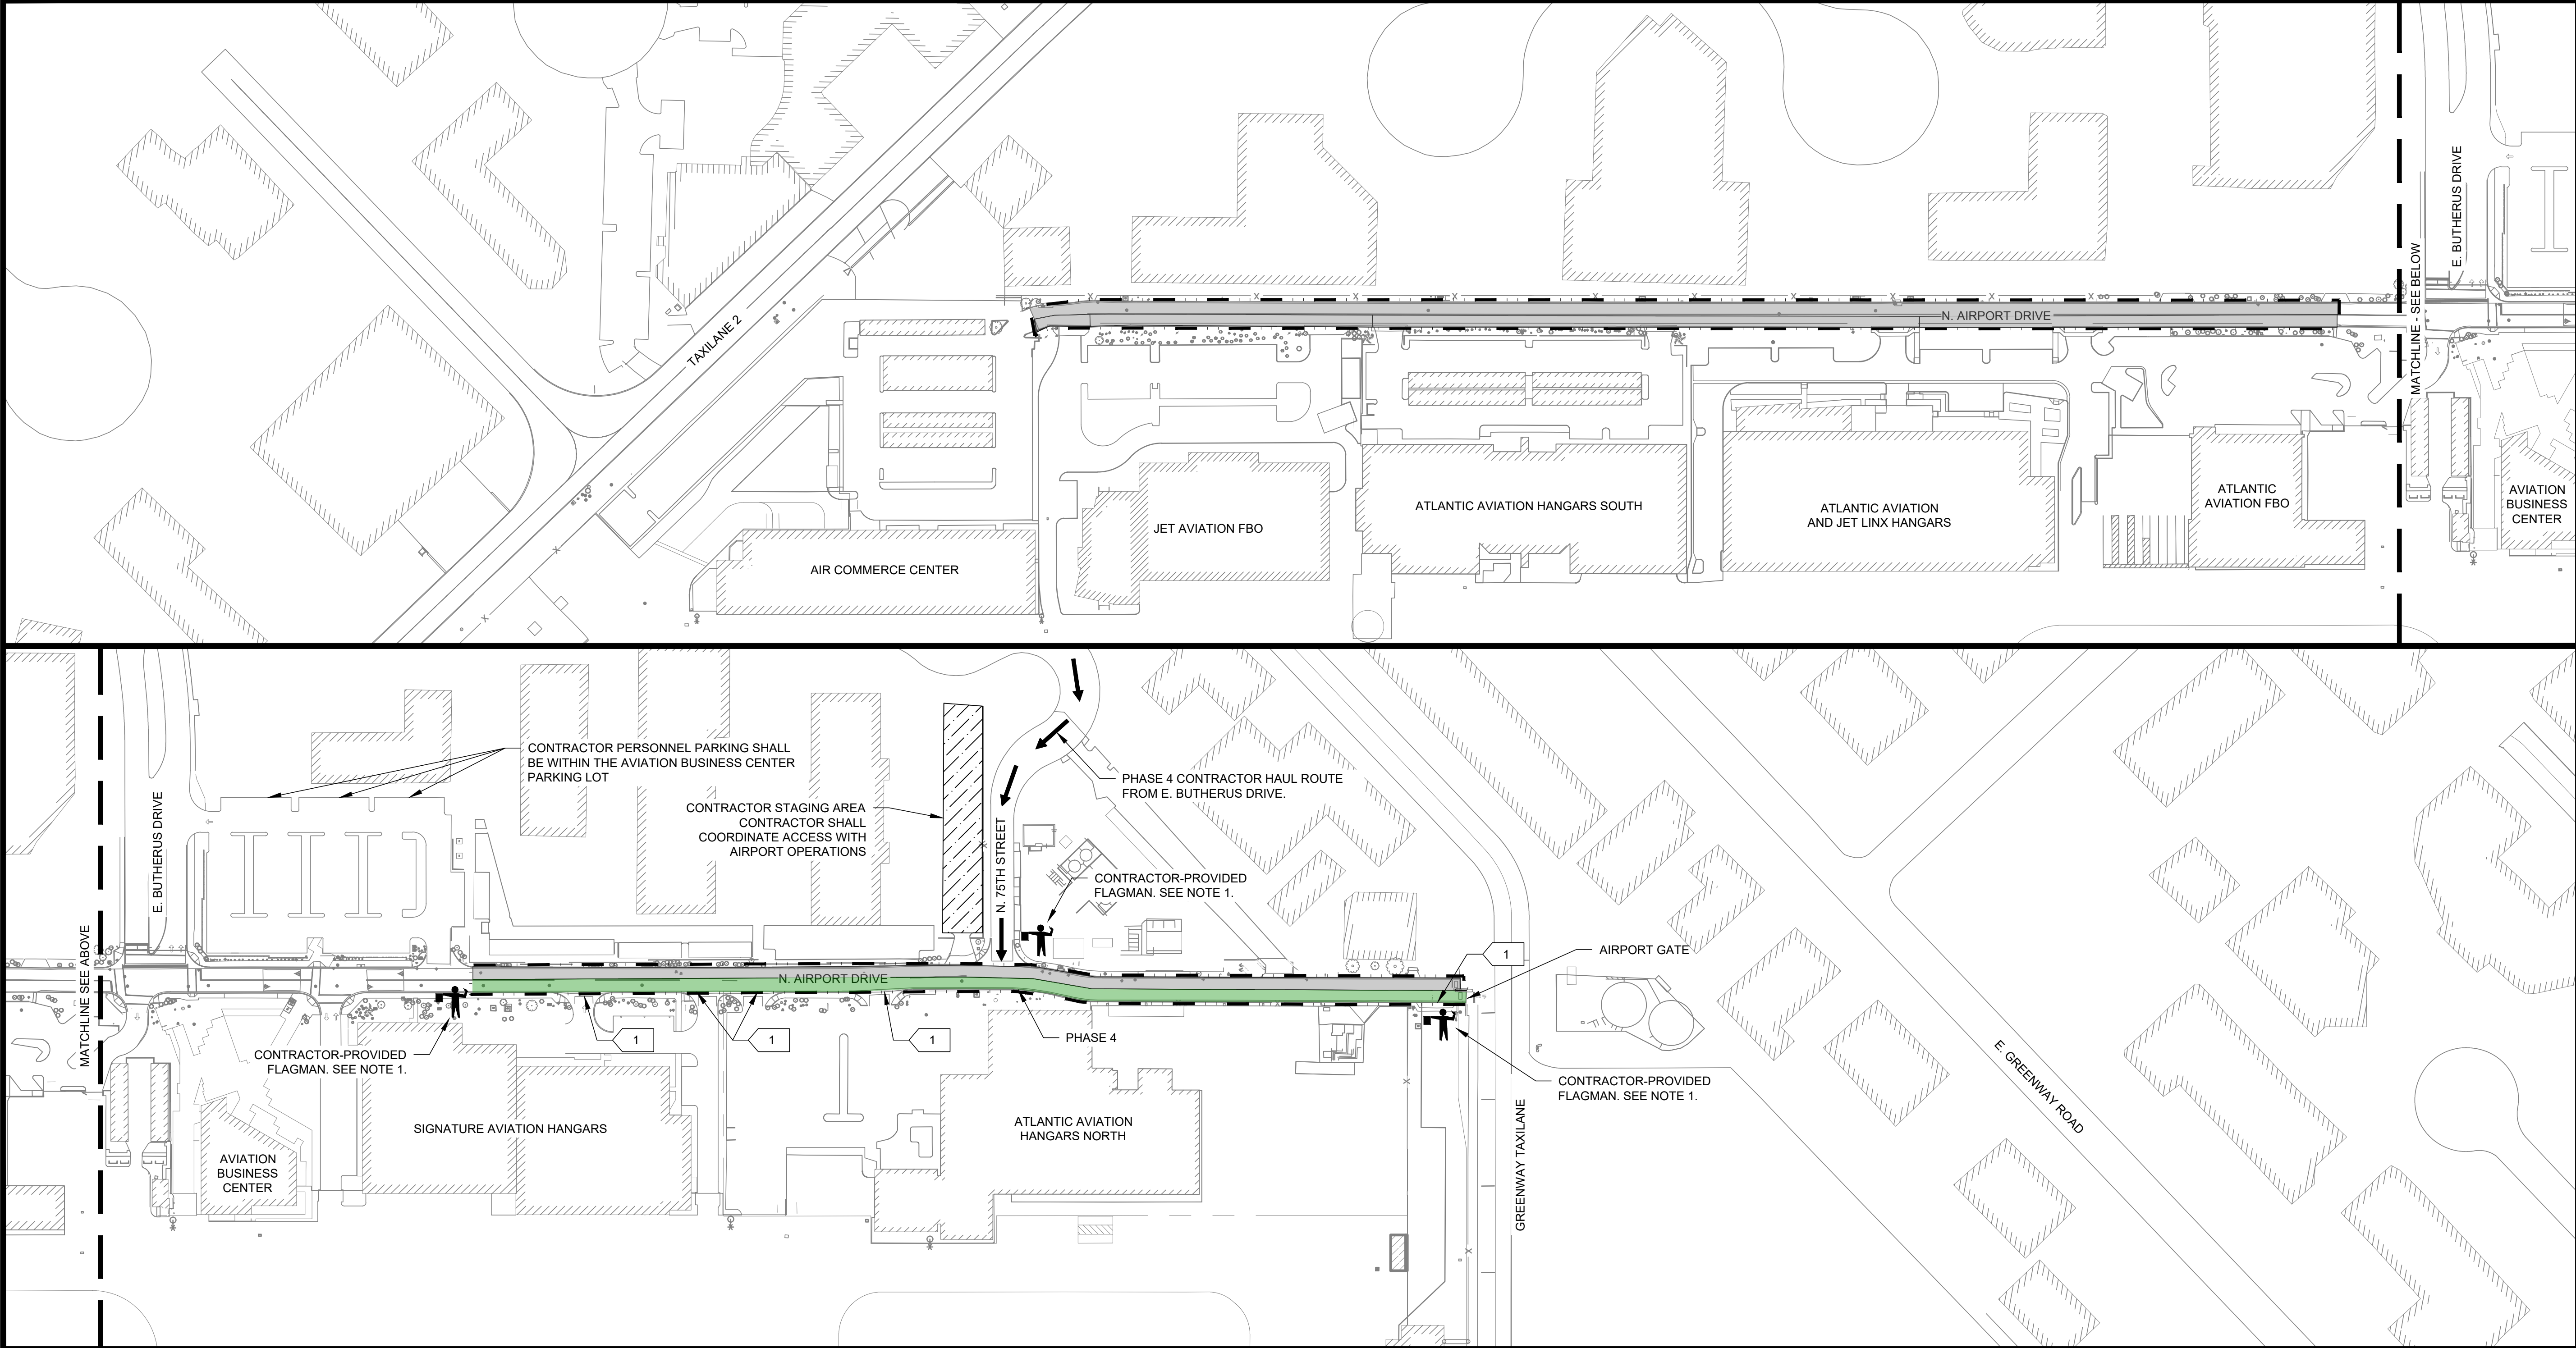 TAXILANE 2
N. AIRPORT DRIVE
E. BUTHERUS DRIVE
MATCHLINE - SEE BELOW
AIR COMMERCE CENTER
JET AVIATION FBO
ATLANTIC AVIATION HANGARS SOUTH
ATLANTIC AVIATION
AND JET LINX HANGARS
ATLANTIC
AVIATION FBO
AVIATION
BUSINESS
CENTER
CONTRACTOR PERSONNEL PARKING SHALL
BE WITHIN THE AVIATION BUSINESS CENTER
PARKING LOT
CONTRACTOR STAGING AREA
CONTRACTOR SHALL
COORDINATE ACCESS WITH
AIRPORT OPERATIONS
PHASE 4 CONTRACTOR HAUL ROUTE
FROM E. BUTHERUS DRIVE.
E. BUTHERUS DRIVE
N. 75TH STREET
CONTRACTOR-PROVIDED
FLAGMAN. SEE NOTE 1.
MATCHLINE SEE ABOVE
N. AIRPORT DRIVE
1
AIRPORT GATE
1
1
1
PHASE 4
CONTRACTOR-PROVIDED
FLAGMAN. SEE NOTE 1.
CONTRACTOR-PROVIDED
FLAGMAN. SEE NOTE 1.
SIGNATURE AVIATION HANGARS
ATLANTIC AVIATION
HANGARS NORTH
AVIATION
BUSINESS
CENTER
GREENWAY TAXILANE
E. GREENWAY ROAD